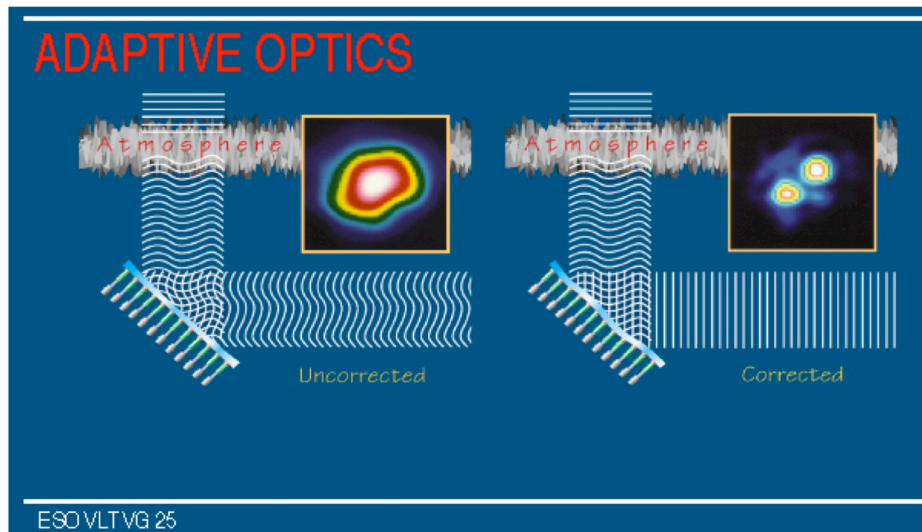 ADAPTIVE OPTICS
Atmosphere
Atmosphere
Uncorrected
Corrected
ESO VLT VG 25